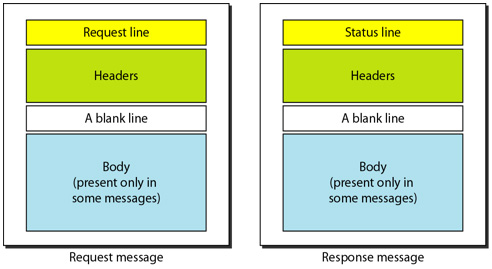 Request line
Headers
A blank line
Body
(present only in
some messages)
Request message
Status line
Headers
A blank line
Body
(present only in
some messages)
Response message